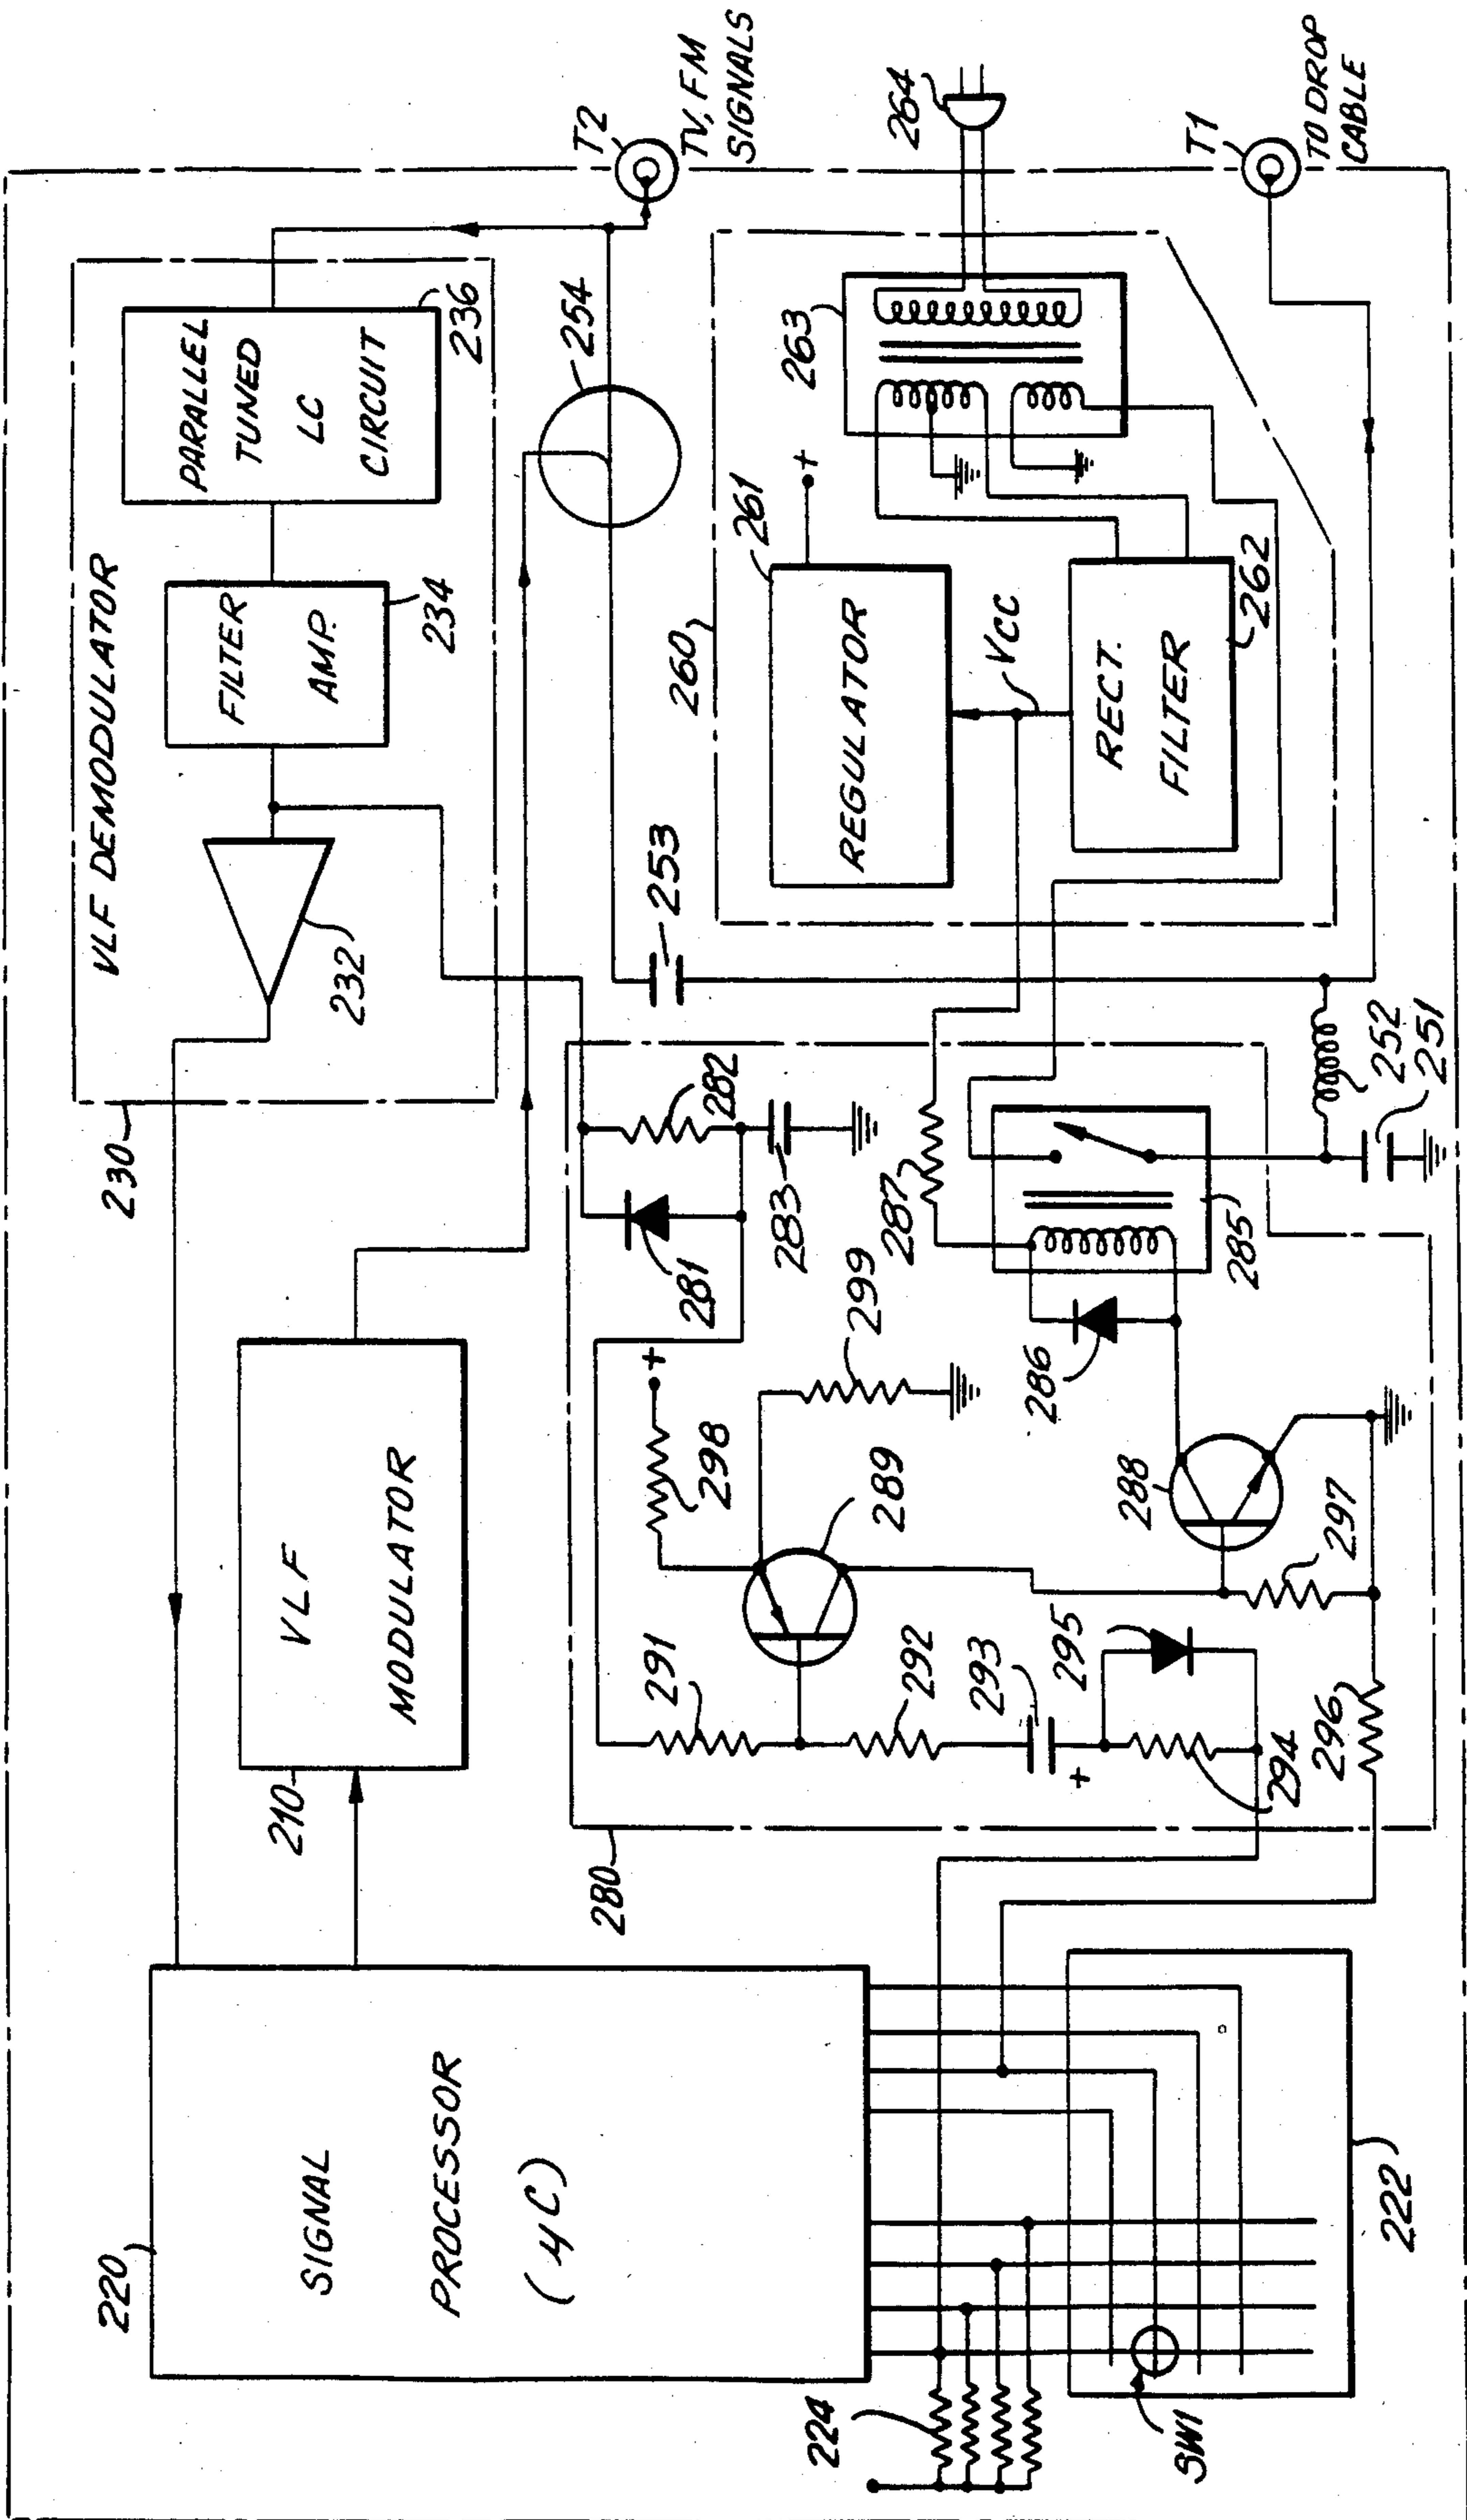 230
VLF DEMODULATOR
232
FILTER
AMP.
234
PARALLEL
TUNED
LC
CIRCUIT
236
T2
TV, FM
SIGNALS
220
SIGNAL
PROCESSOR
(μC)
210
VLF
MODULATOR
254
253
260
REGULATOR
261
+
263
264
Vcc
RECT.
FILTER
262
T1
TO DROP
CABLE
280
281
282
283
298
+
299
287
289
291
292
293
+
295
294
286
285
288
297
296
252
251
224
SW1
222